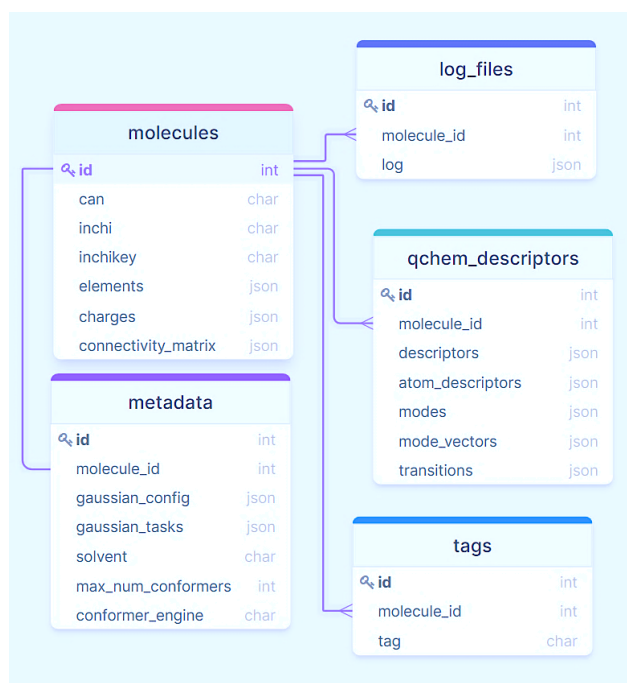 molecules
id int
can char
inchi char
inchikey char
elements json
charges json
connectivity_matrix json
metadata
id int
molecule_id int
gaussian_config json
gaussian_tasks json
solvent char
max_num_conformers int
conformer_engine char
log_files
id int
molecule_id int
log json
qchem_descriptors
id int
molecule_id int
descriptors json
atom_descriptors json
modes json
mode_vectors json
transitions json
tags
id int
molecule_id int
tag char